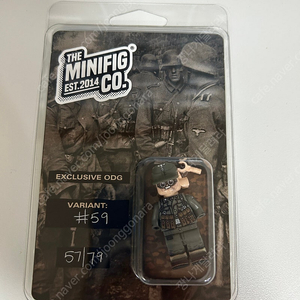 THE
MINIFIG
EST.2014 CO.
EXCLUSIVE ODG
VARIANT:
#59
57/79